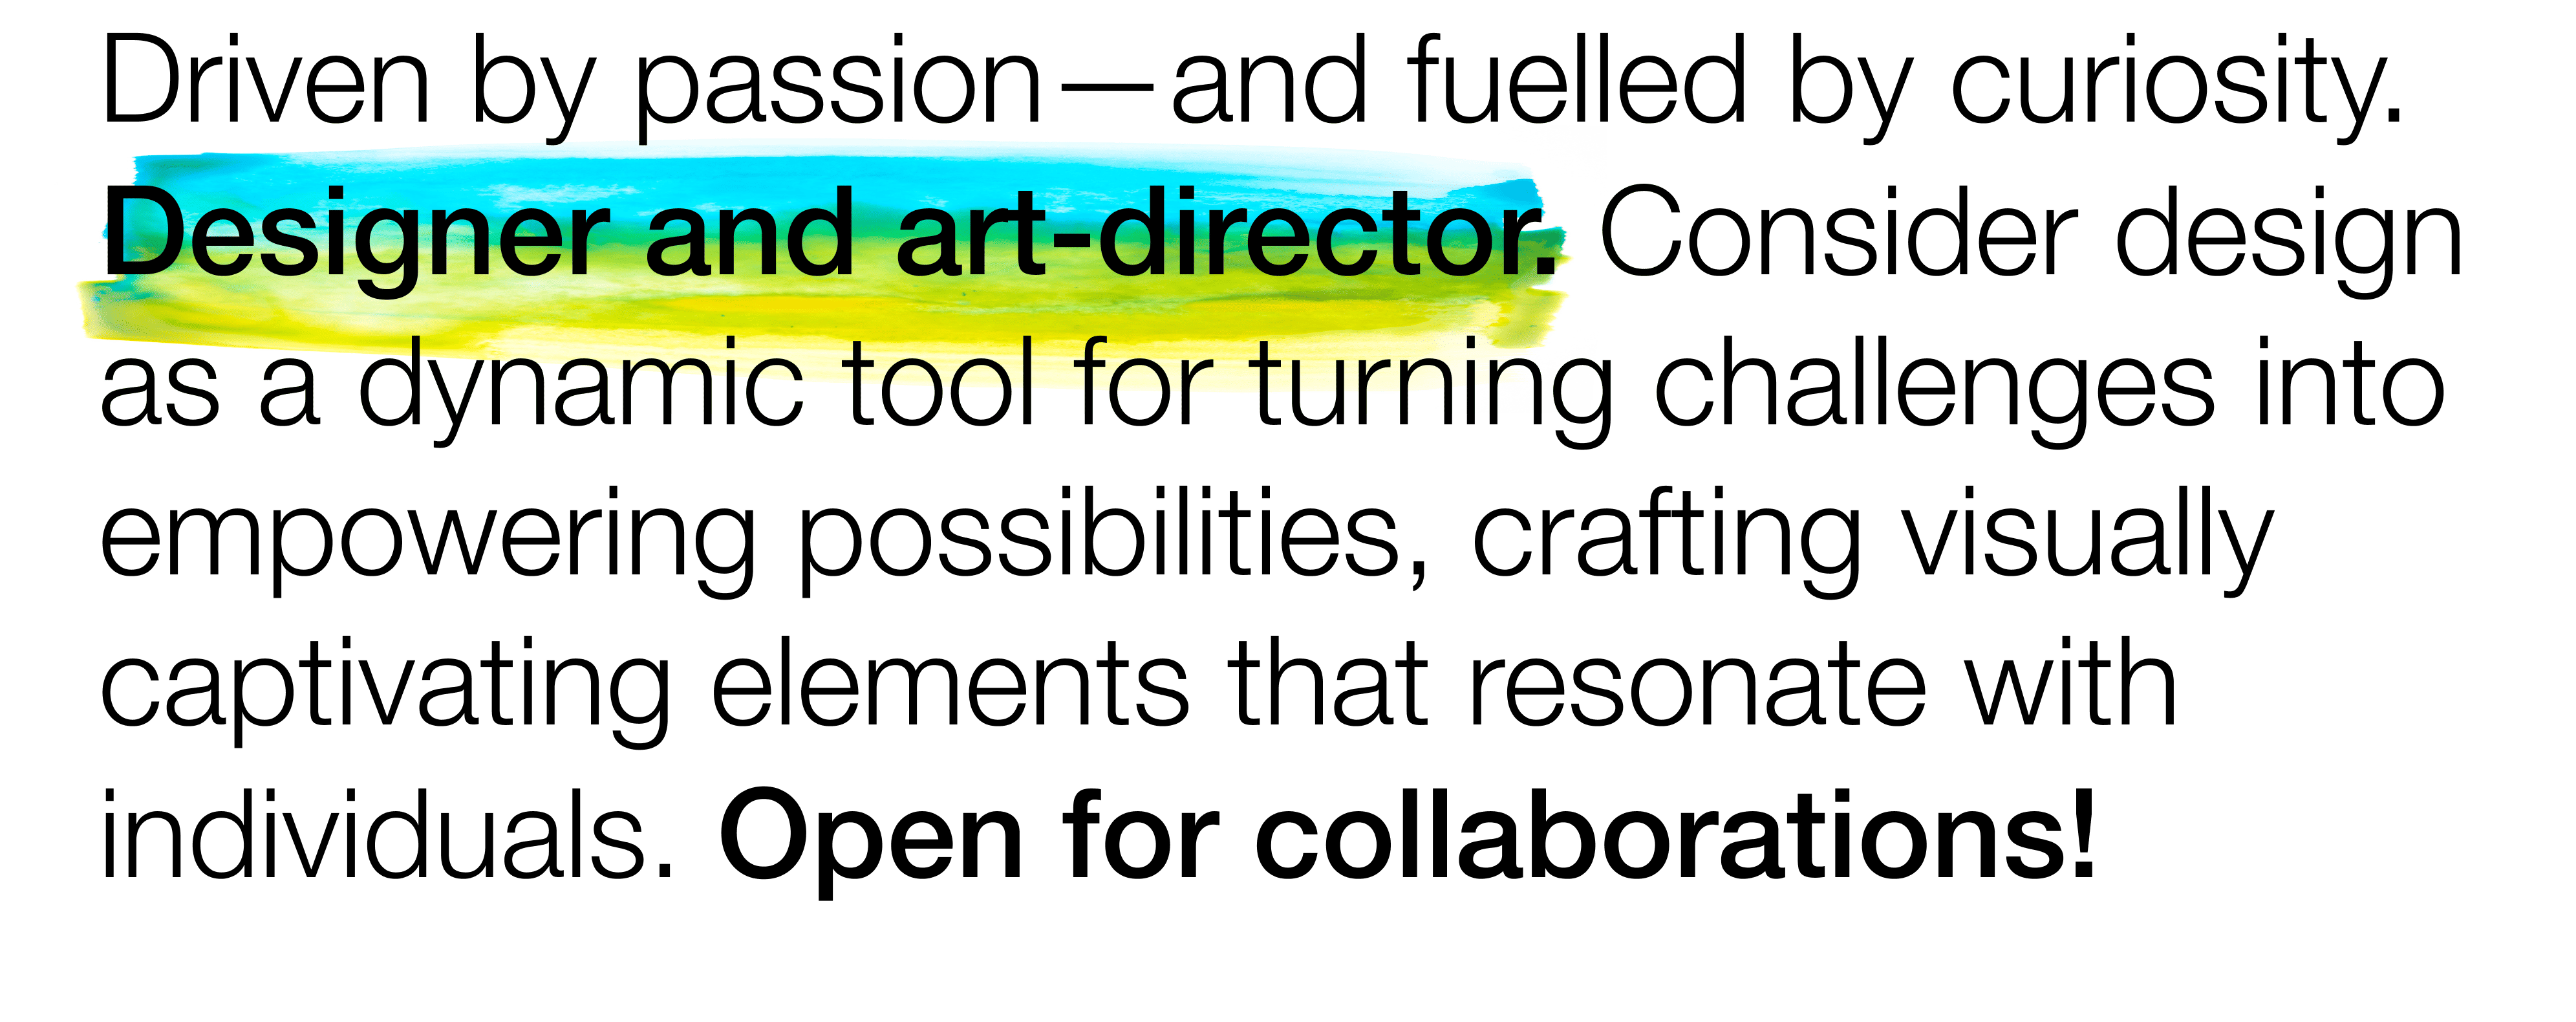 Driven by passion—and fuelled by curiosity.
Designer and art-director. Consider design
as a dynamic tool for turning challenges into
empowering possibilities, crafting visually
captivating elements that resonate with
individuals. Open for collaborations!